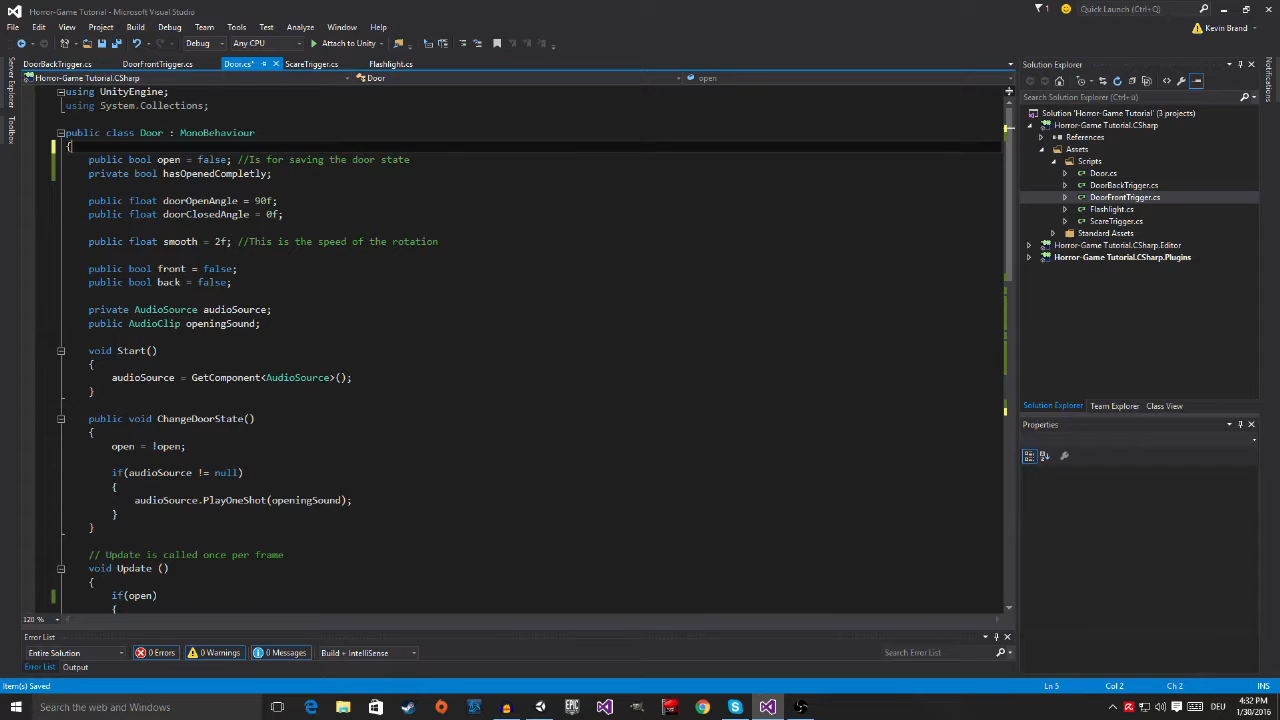 Horror-Game Tutorial - Microsoft Visual Studio
1
Quick Launch (Ctrl+Q)
File Edit View Project Build Debug Team Tools Test Analyze Window Help
Kevin Brand
Debug Any CPU Attach to Unity
DoorBackTrigger.cs DoorFrontTrigger.cs Door.cs* ScareTrigger.cs Flashlight.cs
Horror-Game Tutorial.CSharp Door open
Server Explorer
Toolbox
using UnityEngine;
using System.Collections;
public class Door : MonoBehaviour
{
public bool open = false; //Is for saving the door state
private bool hasOpenedCompletly;
public float doorOpenAngle = 90f;
public float doorClosedAngle = 0f;
public float smooth = 2f; //This is the speed of the rotation
public bool front = false;
public bool back = false;
private AudioSource audioSource;
public AudioClip openingSound;
void Start()
{
audioSource = GetComponent<AudioSource>();
}
public void ChangeDoorState()
{
open = !open;
if(audioSource != null)
{
audioSource.PlayOneShot(openingSound);
}
}
// Update is called once per frame
void Update ()
{
if(open)
{
120 %
Solution Explorer
Search Solution Explorer (Ctrl+ü)
Solution 'Horror-Game Tutorial' (3 projects)
Horror-Game Tutorial.CSharp
References
Assets
Scripts
Door.cs
DoorBackTrigger.cs
DoorFrontTrigger.cs
Flashlight.cs
ScareTrigger.cs
Standard Assets
Horror-Game Tutorial.CSharp.Editor
Horror-Game Tutorial.CSharp.Plugins
Solution Explorer Team Explorer Class View
Properties
Notifications
Error List
Entire Solution 0 Errors 0 Warnings 0 Messages Build + IntelliSense Search Error List
Error List Output
Item(s) Saved Ln 5 Col 2 Ch 2 INS
Search the web and Windows
DEU
4:32 PM
1/30/2016